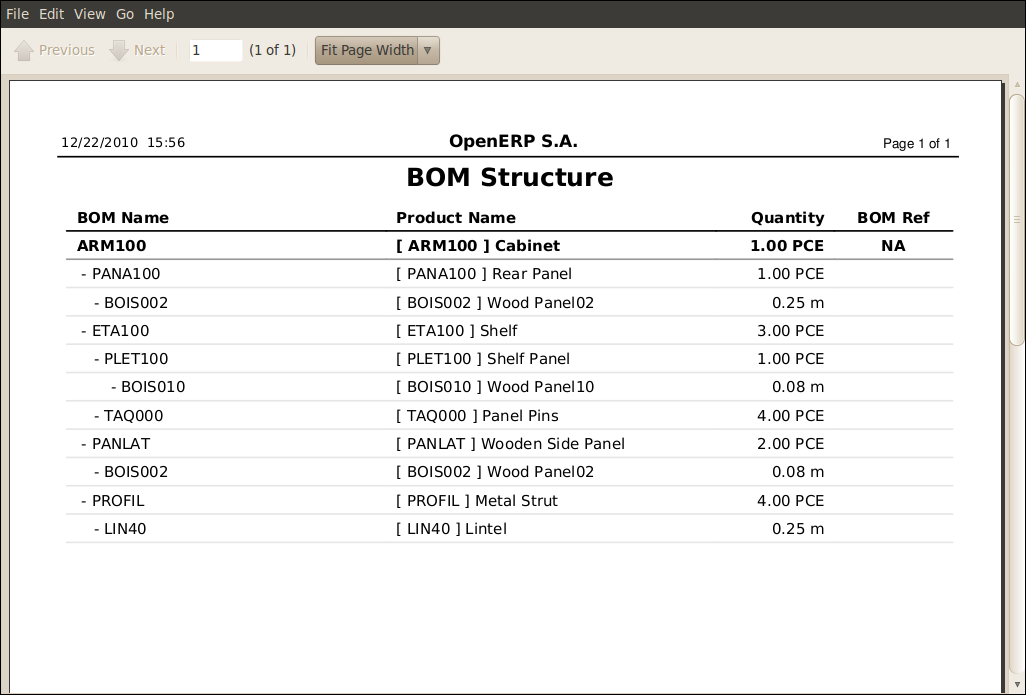 File Edit View Go Help
Previous Next 1 (1 of 1) Fit Page Width
12/22/2010 15:56 OpenERP S.A. Page 1 of 1
BOM Structure
BOM Name Product Name Quantity BOM Ref
ARM100 [ ARM100 ] Cabinet 1.00 PCE NA
- PANA100 [ PANA100 ] Rear Panel 1.00 PCE
- BOIS002 [ BOIS002 ] Wood Panel02 0.25 m
- ETA100 [ ETA100 ] Shelf 3.00 PCE
- PLET100 [ PLET100 ] Shelf Panel 1.00 PCE
- BOIS010 [ BOIS010 ] Wood Panel10 0.08 m
- TAQ000 [ TAQ000 ] Panel Pins 4.00 PCE
- PANLAT [ PANLAT ] Wooden Side Panel 2.00 PCE
- BOIS002 [ BOIS002 ] Wood Panel02 0.08 m
- PROFIL [ PROFIL ] Metal Strut 4.00 PCE
- LIN40 [ LIN40 ] Lintel 0.25 m